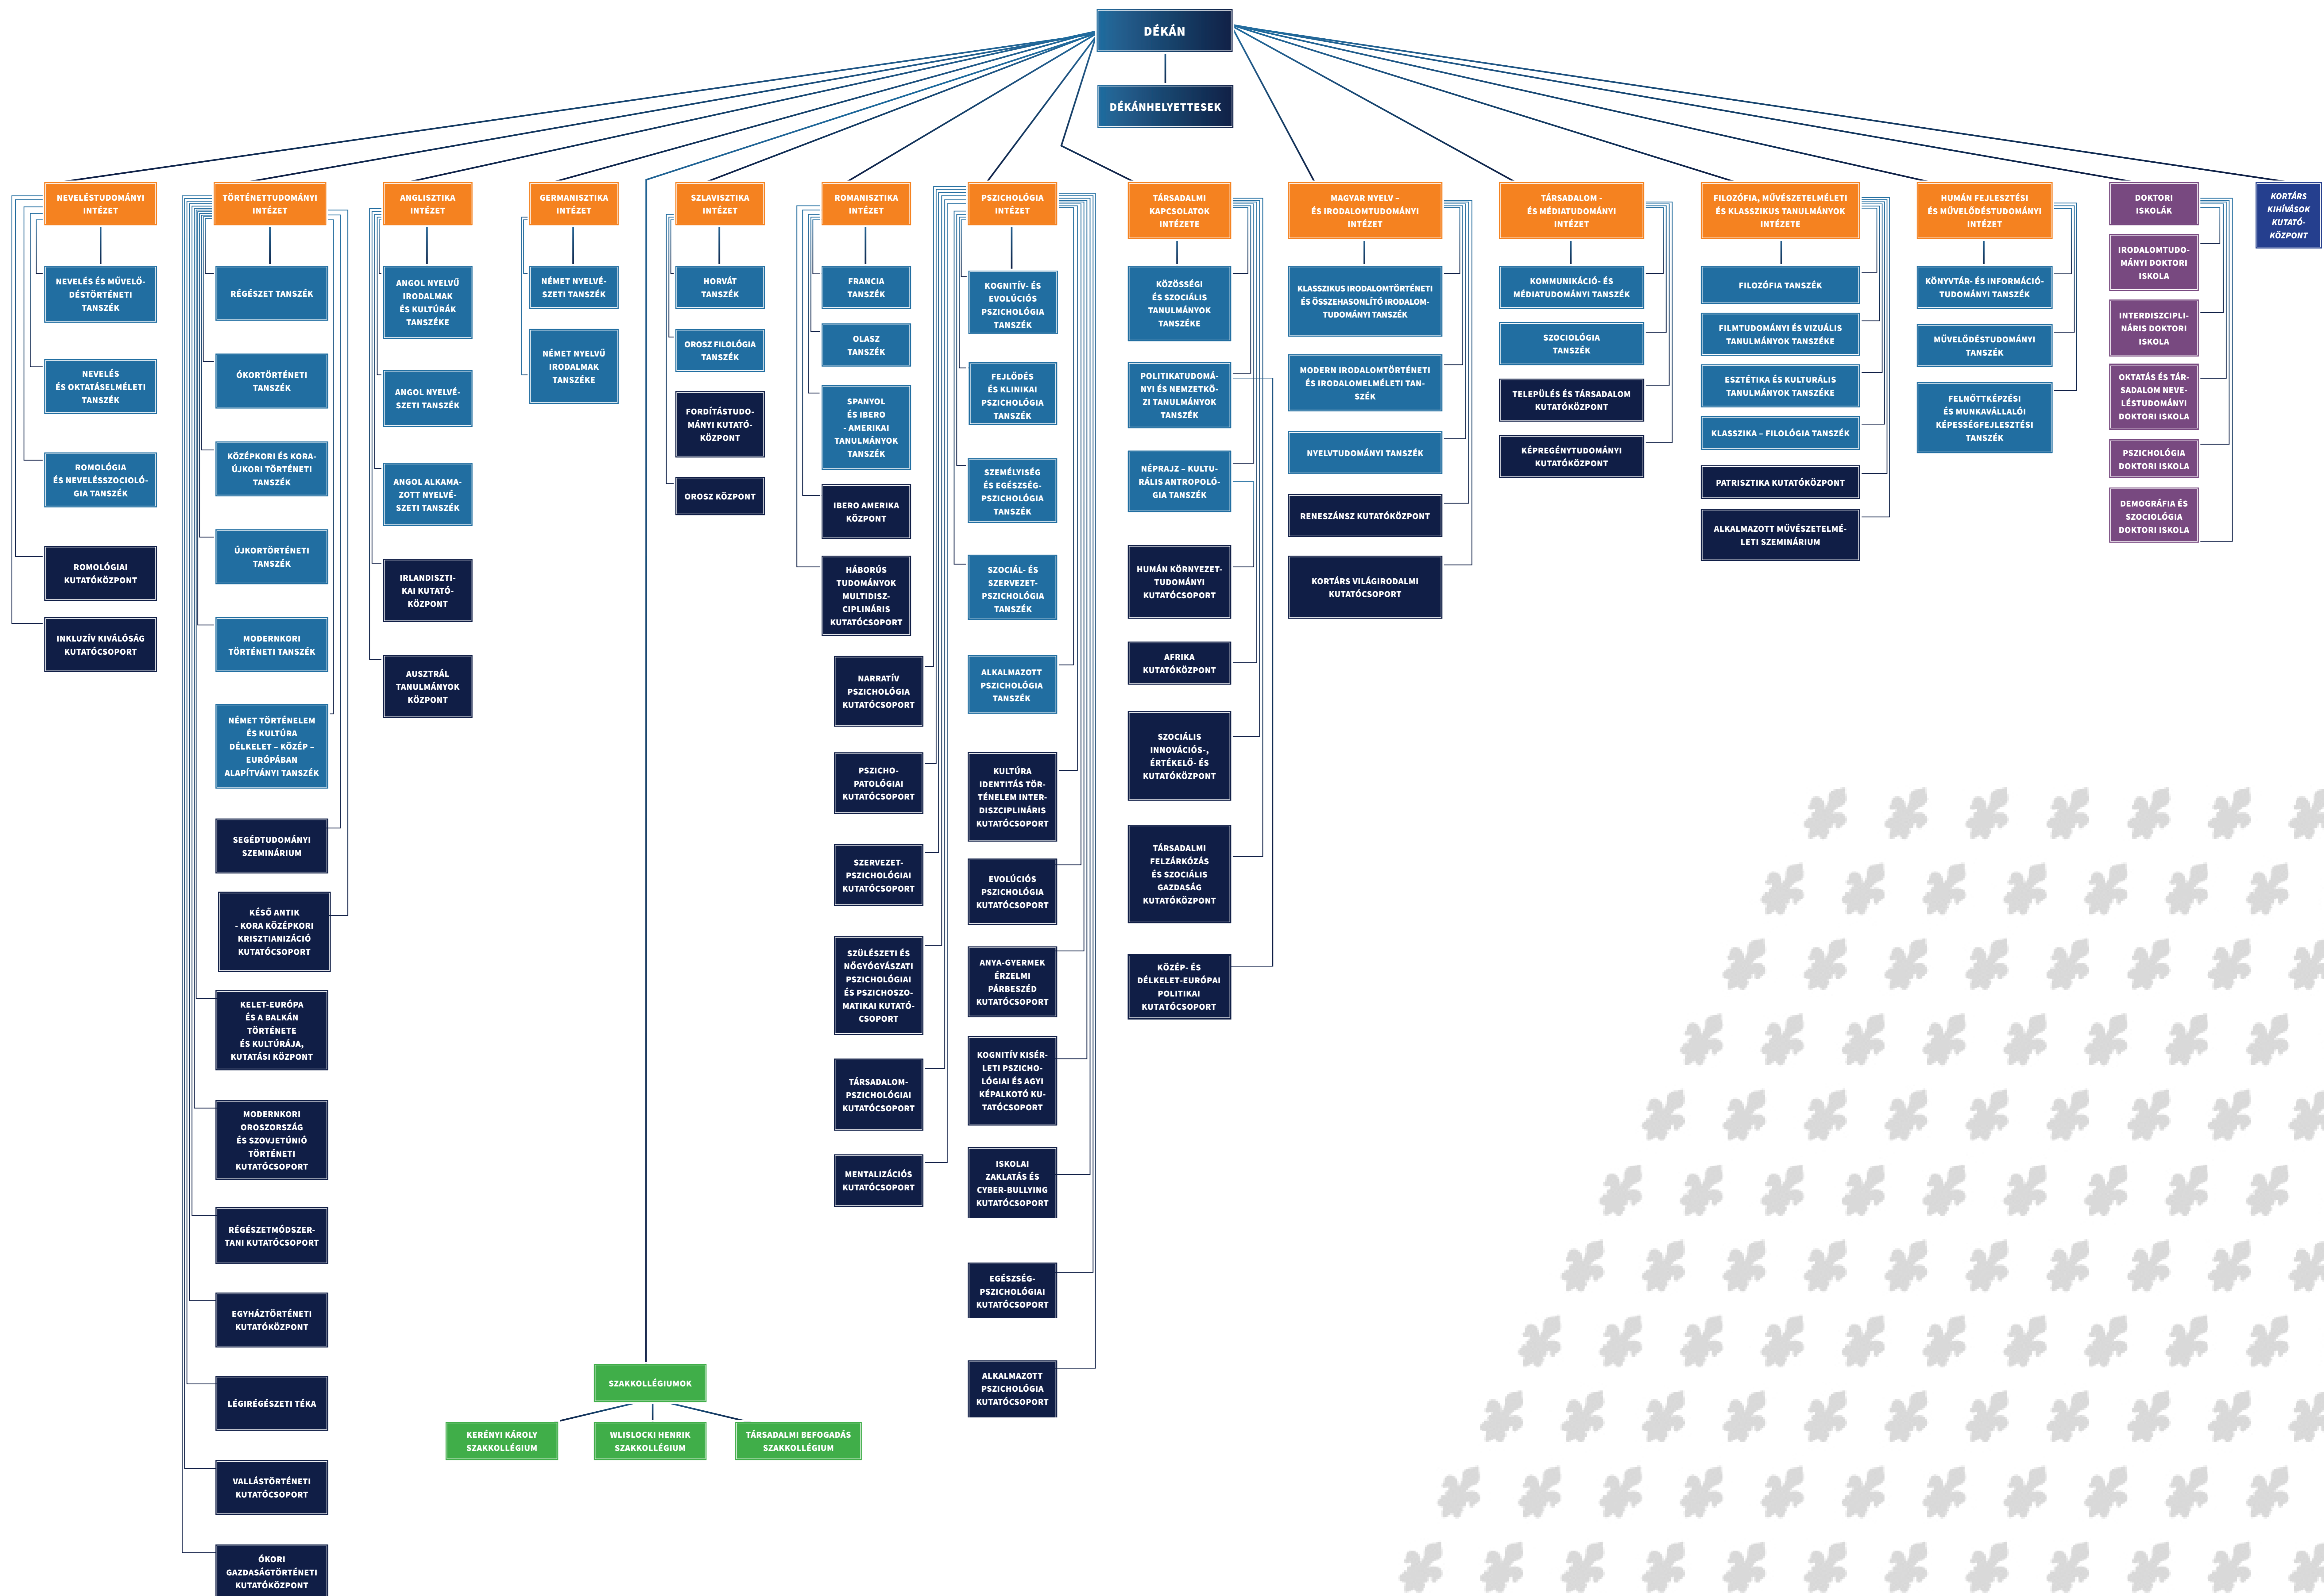 DÉKÁN
DÉKÁNHELYETTESEK
NEVELÉSTUDOMÁNYI
INTÉZET
NEVELÉS ÉS MŰVELŐ-
DÉSTÖRTÉNETI
TANSZÉK
NEVELÉS
ÉS OKTATÁSELMÉLETI
TANSZÉK
ROMOLÓGIA
ÉS NEVELÉSSZOCIOLÓ-
GIA TANSZÉK
ROMOLÓGIAI
KUTATÓKÖZPONT
INKLUZÍV KIVÁLÓSÁG
KUTATÓCSOPORT
TÖRTÉNETTUDOMÁNYI
INTÉZET
RÉGÉSZET TANSZÉK
ÓKORTÖRTÉNETI
TANSZÉK
KÖZÉPKORI ÉS KORA-
ÚJKORI TÖRTÉNETI
TANSZÉK
ÚJKORTÖRTÉNETI
TANSZÉK
MODERNKORI
TÖRTÉNETI TANSZÉK
NÉMET TÖRTÉNELEM
ÉS KULTÚRA
DÉLKELET – KÖZÉP –
EURÓPÁBAN
ALAPÍTVÁNYI TANSZÉK
SEGÉDTUDOMÁNYI
SZEMINÁRIUM
KÉSŐ ANTIK
- KORA KÖZÉPKORI
KRISZTIANIZÁCIÓ
KUTATÓCSOPORT
KELET-EURÓPA
ÉS A BALKÁN
TÖRTÉNETE
ÉS KULTÚRÁJA,
KUTATÁSI KÖZPONT
MODERNKORI
OROSZORSZÁG
ÉS SZOVJETÚNIÓ
TÖRTÉNETI
KUTATÓCSOPORT
RÉGÉSZETMÓDSZER-
TANI KUTATÓCSOPORT
EGYHÁZTÖRTÉNETI
KUTATÓKÖZPONT
LÉGIRÉGÉSZETI TÉKA
VALLÁSTÖRTÉNETI
KUTATÓCSOPORT
ÓKORI
GAZDASÁGTÖRTÉNETI
KUTATÓKÖZPONT
ANGLISZTIKA
INTÉZET
ANGOL NYELVŰ
IRODALMAK
ÉS KULTÚRÁK
TANSZÉKE
ANGOL NYELVÉ-
SZETI TANSZÉK
ANGOL ALKAMA-
ZOTT NYELVÉ-
SZETI TANSZÉK
IRLANDISZTI-
KAI KUTATÓ-
KÖZPONT
AUSZTRÁL
TANULMÁNYOK
KÖZPONT
GERMANISZTIKA
INTÉZET
NÉMET NYELVÉ-
SZETI TANSZÉK
NÉMET NYELVŰ
IRODALMAK
TANSZÉKE
SZLAVISZTIKA
INTÉZET
HORVÁT
TANSZÉK
OROSZ FILOLÓGIA
TANSZÉK
FORDÍTÁSTUDO-
MÁNYI KUTATÓ-
KÖZPONT
OROSZ KÖZPONT
SZAKKOLLÉGIUMOK
KERÉNYI KÁROLY
SZAKKOLLÉGIUM
WLISLOCKI HENRIK
SZAKKOLLÉGIUM
TÁRSADALMI BEFOGADÁS
SZAKKOLLÉGIUM
ROMANISZTIKA
INTÉZET
FRANCIA
TANSZÉK
OLASZ
TANSZÉK
SPANYOL
ÉS IBERO
- AMERIKAI
TANULMÁNYOK
TANSZÉK
IBERO AMERIKA
KÖZPONT
HÁBORÚS
TUDOMÁNYOK
MULTIDISZ-
CIPLINÁRIS
KUTATÓCSOPORT
NARRATÍV
PSZICHOLÓGIA
KUTATÓCSOPORT
PSZICHO-
PATOLÓGIAI
KUTATÓCSOPORT
SZERVEZET-
PSZICHOLÓGIAI
KUTATÓCSOPORT
SZÜLÉSZETI ÉS
NŐGYÓGYÁSZATI
PSZICHOLÓGIAI
ÉS PSZICHOSZO-
MATIKAI KUTATÓ-
CSOPORT
TÁRSADALOM-
PSZICHOLÓGIAI
KUTATÓCSOPORT
MENTALIZÁCIÓS
KUTATÓCSOPORT
PSZICHOLÓGIA
INTÉZET
KOGNITÍV- ÉS
EVOLÚCIÓS
PSZICHOLÓGIA
TANSZÉK
FEJLŐDÉS
ÉS KLINIKAI
PSZICHOLÓGIA
TANSZÉK
SZEMÉLYISÉG
ÉS EGÉSZSÉG-
PSZICHOLÓGIA
TANSZÉK
SZOCIÁL- ÉS
SZERVEZET-
PSZICHOLÓGIA
TANSZÉK
ALKALMAZOTT
PSZICHOLÓGIA
TANSZÉK
KULTÚRA
IDENTITÁS TÖR-
TÉNELEM INTER-
DISZCIPLINÁRIS
KUTATÓCSOPORT
EVOLÚCIÓS
PSZICHOLÓGIA
KUTATÓCSOPORT
ANYA-GYERMEK
ÉRZELMI
PÁRBESZÉD
KUTATÓCSOPORT
KOGNITÍV KISÉR-
LETI PSZICHO-
LÓGIAI ÉS AGYI
KÉPALKOTÓ KU-
TATÓCSOPORT
ISKOLAI
ZAKLATÁS ÉS
CYBER-BULLYING
KUTATÓCSOPORT
EGÉSZSÉG-
PSZICHOLÓGIAI
KUTATÓCSOPORT
ALKALMAZOTT
PSZICHOLÓGIA
KUTATÓCSOPORT
TÁRSADALMI
KAPCSOLATOK
INTÉZETE
KÖZÖSSÉGI
ÉS SZOCIÁLIS
TANULMÁNYOK
TANSZÉKE
POLITIKATUDOMÁ-
NYI ÉS NEMZETKÖ-
ZI TANULMÁNYOK
TANSZÉK
NÉPRAJZ – KULTU-
RÁLIS ANTROPOLÓ-
GIA TANSZÉK
HUMÁN KÖRNYEZET-
TUDOMÁNYI
KUTATÓCSOPORT
AFRIKA
KUTATÓKÖZPONT
SZOCIÁLIS
INNOVÁCIÓS-,
ÉRTÉKELŐ- ÉS
KUTATÓKÖZPONT
TÁRSADALMI
FELZÁRKÓZÁS
ÉS SZOCIÁLIS
GAZDASÁG
KUTATÓKÖZPONT
KÖZÉP- ÉS
DÉLKELET-EURÓPAI
POLITIKAI
KUTATÓCSOPORT
MAGYAR NYELV –
ÉS IRODALOMTUDOMÁNYI
INTÉZET
KLASSZIKUS IRODALOMTÖRTÉNETI
ÉS ÖSSZEHASONLÍTÓ IRODALOM-
TUDOMÁNYI TANSZÉK
MODERN IRODALOMTÖRTÉNETI
ÉS IRODALOMELMÉLETI TAN-
SZÉK
NYELVTUDOMÁNYI TANSZÉK
RENESZÁNSZ KUTATÓKÖZPONT
KORTÁRS VILÁGIRODALMI
KUTATÓCSOPORT
TÁRSADALOM -
ÉS MÉDIATUDOMÁNYI
INTÉZET
KOMMUNIKÁCIÓ- ÉS
MÉDIATUDOMÁNYI TANSZÉK
SZOCIOLÓGIA
TANSZÉK
TELEPÜLÉS ÉS TÁRSADALOM
KUTATÓKÖZPONT
KÉPREGÉNYTUDOMÁNYI
KUTATÓKÖZPONT
FILOZÓFIA, MŰVÉSZETELMÉLETI
ÉS KLASSZIKUS TANULMÁNYOK
INTÉZETE
FILOZÓFIA TANSZÉK
FILMTUDOMÁNYI ÉS VIZUÁLIS
TANULMÁNYOK TANSZÉKE
ESZTÉTIKA ÉS KULTURÁLIS
TANULMÁNYOK TANSZÉKE
KLASSZIKA – FILOLÓGIA TANSZÉK
PATRISZTIKA KUTATÓKÖZPONT
ALKALMAZOTT MŰVÉSZETELMÉ-
LETI SZEMINÁRIUM
HUMÁN FEJLESZTÉSI
ÉS MŰVELŐDÉSTUDOMÁNYI
INTÉZET
KÖNYVTÁR- ÉS INFORMÁCIÓ-
TUDOMÁNYI TANSZÉK
MŰVELŐDÉSTUDOMÁNYI
TANSZÉK
FELNŐTTKÉPZÉSI
ÉS MUNKAVÁLLALÓI
KÉPESSÉGFEJLESZTÉSI
TANSZÉK
DOKTORI
ISKOLÁK
IRODALOMTUDO-
MÁNYI DOKTORI
ISKOLA
INTERDISZCIPLI-
NÁRIS DOKTORI
ISKOLA
OKTATÁS ÉS TÁR-
SADALOM NEVE-
LÉSTUDOMÁNYI
DOKTORI ISKOLA
PSZICHOLÓGIA
DOKTORI ISKOLA
DEMOGRÁFIA ÉS
SZOCIOLÓGIA
DOKTORI ISKOLA
KORTÁRS
KIHÍVÁSOK
KUTATÓ-
KÖZPONT